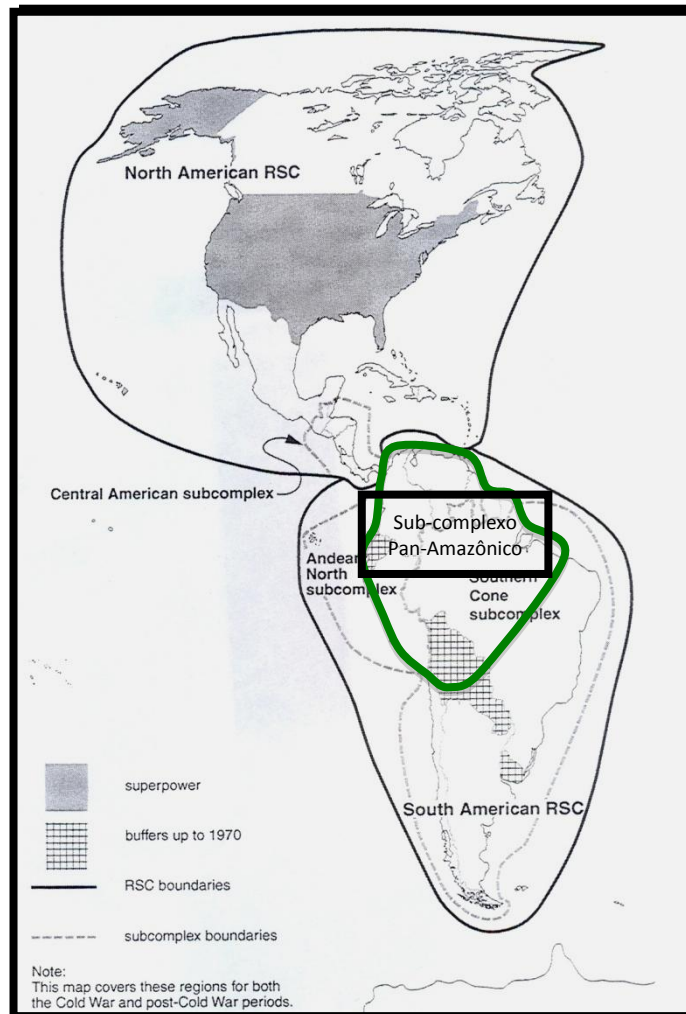 North American RSC
Central American subcomplex
Sub-complexo
Pan-Amazônico
Andean
North
subcomplex
Southern
Cone
subcomplex
South American RSC
superpower
buffers up to 1970
RSC boundaries
subcomplex boundaries
Note:
This map covers these regions for both
the Cold War and post-Cold War periods.